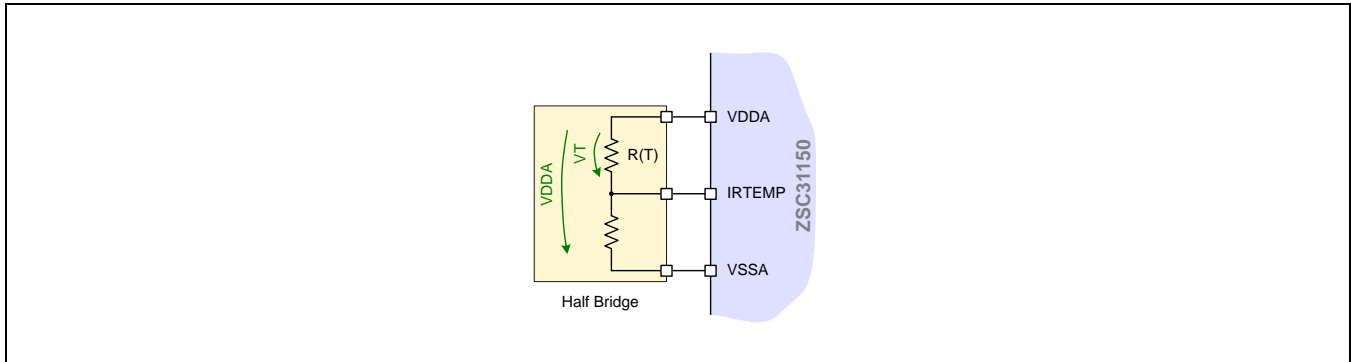 VDDA
VT
R(T)
VDDA
IRTEMP
VSSA
ZSC31150
Half Bridge